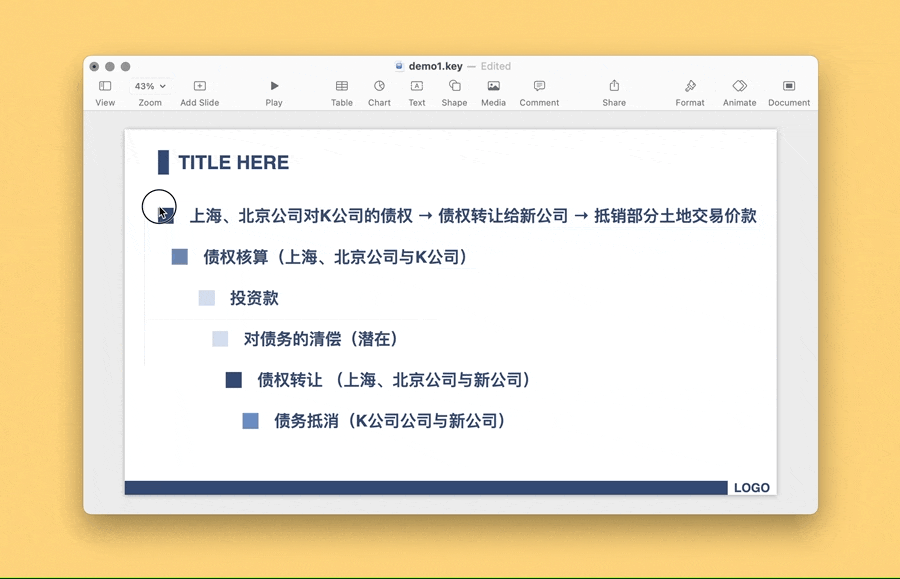 demo1.key — Edited
43%
View Zoom Add Slide Play Table Chart Text Shape Media Comment Share Format Animate Document
TITLE HERE
上海、北京公司对K公司的债权 → 债权转让给新公司 → 抵销部分土地交易价款
债权核算（上海、北京公司与K公司）
投资款
对债务的清偿（潜在）
债权转让 （上海、北京公司与新公司）
债务抵消（K公司公司与新公司）
LOGO